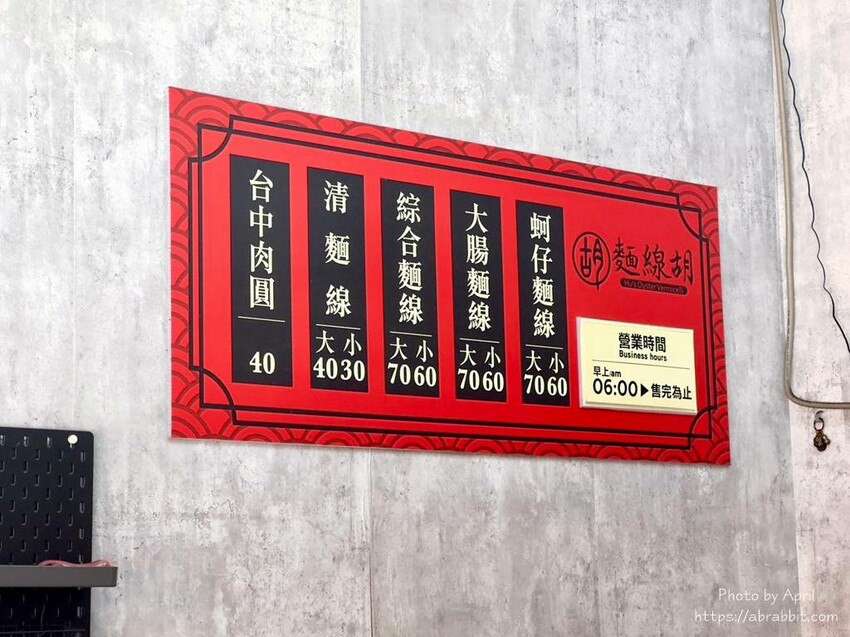 胡 麵線胡
Hu's Oyster Vermicelli
蚵仔麵線
大 小
70 60
大腸麵線
大 小
70 60
綜合麵線
大 小
70 60
清麵線
大 小
40 30
台中肉圓
40
營業時間
Business hours
早上/am
06:00▶售完為止
Photo by April
https://abrabbit.com